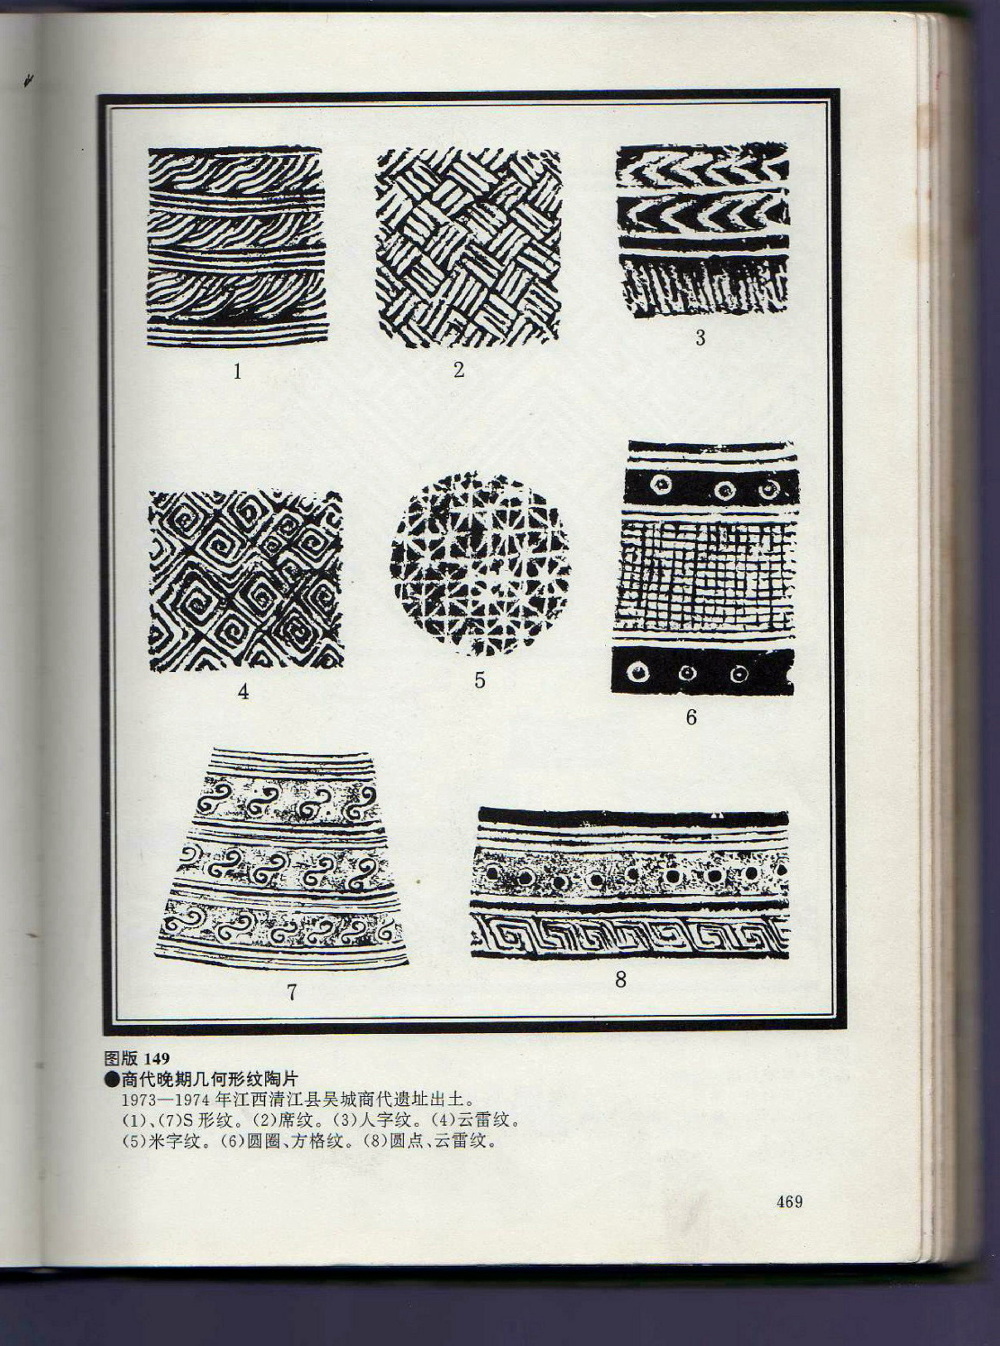 1
2
3
4
5
6
7
8
图版 149
●商代晚期几何形纹陶片
1973—1974 年江西清江县吴城商代遗址出土。
(1)、(7)S 形纹。(2)席纹。(3)人字纹。(4)云雷纹。
(5)米字纹。(6)圆圈、方格纹。(8)圆点、云雷纹。
469